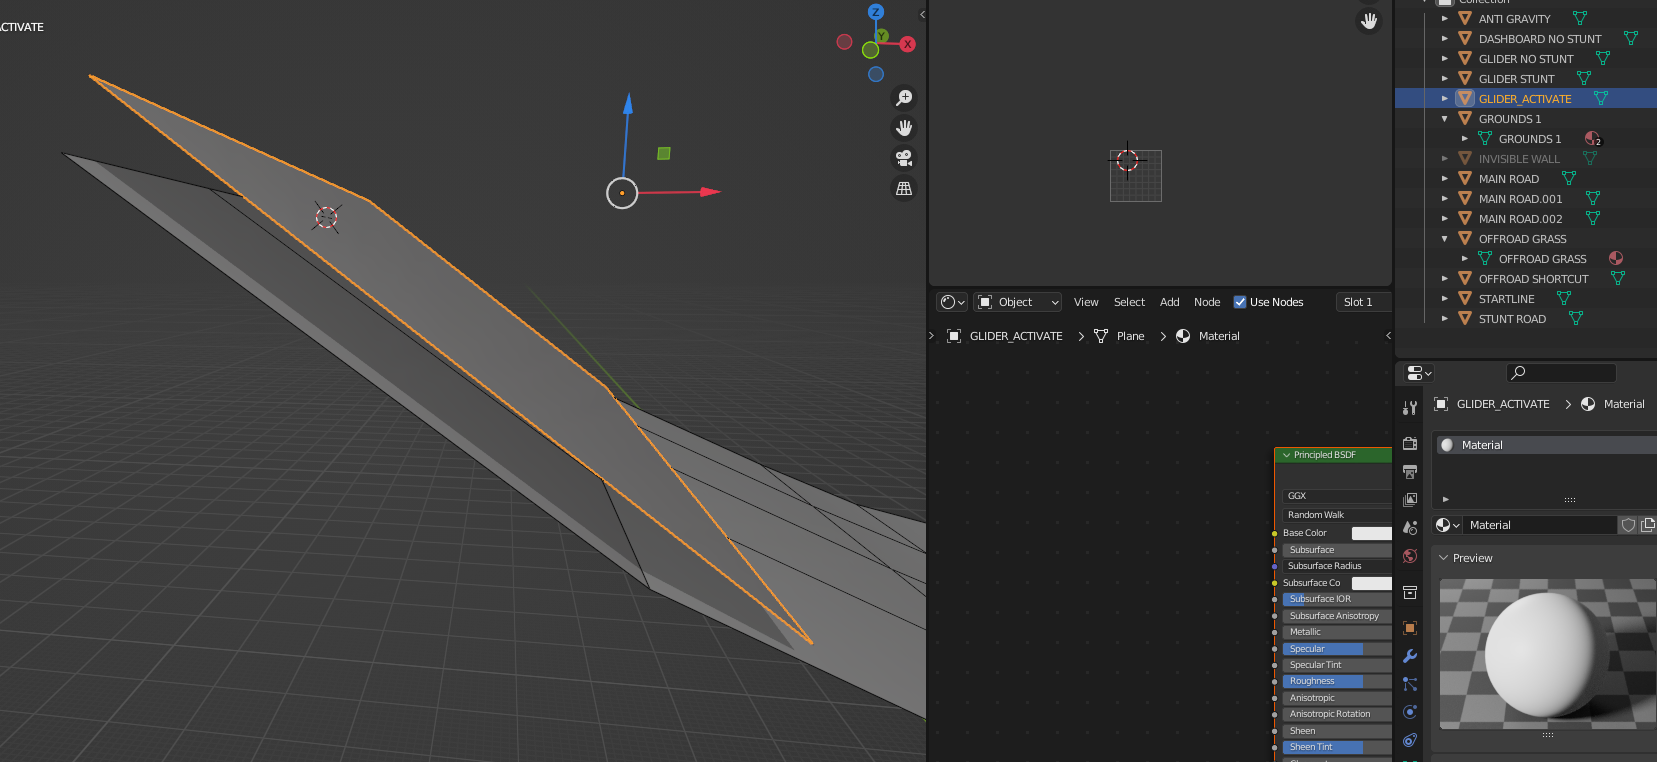 Collection
ACTIVATE
Z
Y
X
ANTI GRAVITY
DASHBOARD NO STUNT
GLIDER NO STUNT
GLIDER STUNT
GLIDER_ACTIVATE
GROUNDS 1
GROUNDS 1
2
INVISIBLE WALL
MAIN ROAD
MAIN ROAD.001
MAIN ROAD.002
OFFROAD GRASS
OFFROAD GRASS
OFFROAD SHORTCUT
STARTLINE
STUNT ROAD
Object View Select Add Node Use Nodes Slot 1
GLIDER_ACTIVATE > Plane > Material
Principled BSDF
GGX
Random Walk
Base Color
Subsurface
Subsurface Radius
Subsurface Co
Subsurface IOR
Subsurface Anisotropy
Metallic
Specular
Specular Tint
Roughness
Anisotropic
Anisotropic Rotation
Sheen
Sheen Tint
GLIDER_ACTIVATE > Material
Material
Material
Preview